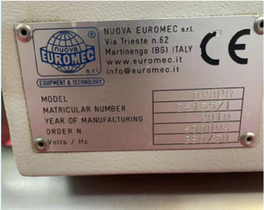 NUOVA EUROMEC s.r.l.
Via Trieste n.62
Martinengo (BG) ITALY
www.euromec.it
info@euromec.it
CE
nuova
EUROMEC
s.r.l.
EQUIPMENT & TECHNOLOGY
MODEL
MATRICULAR NUMBER
YEAR OF MANUFACTURING
ORDER N.
Volts / Hz